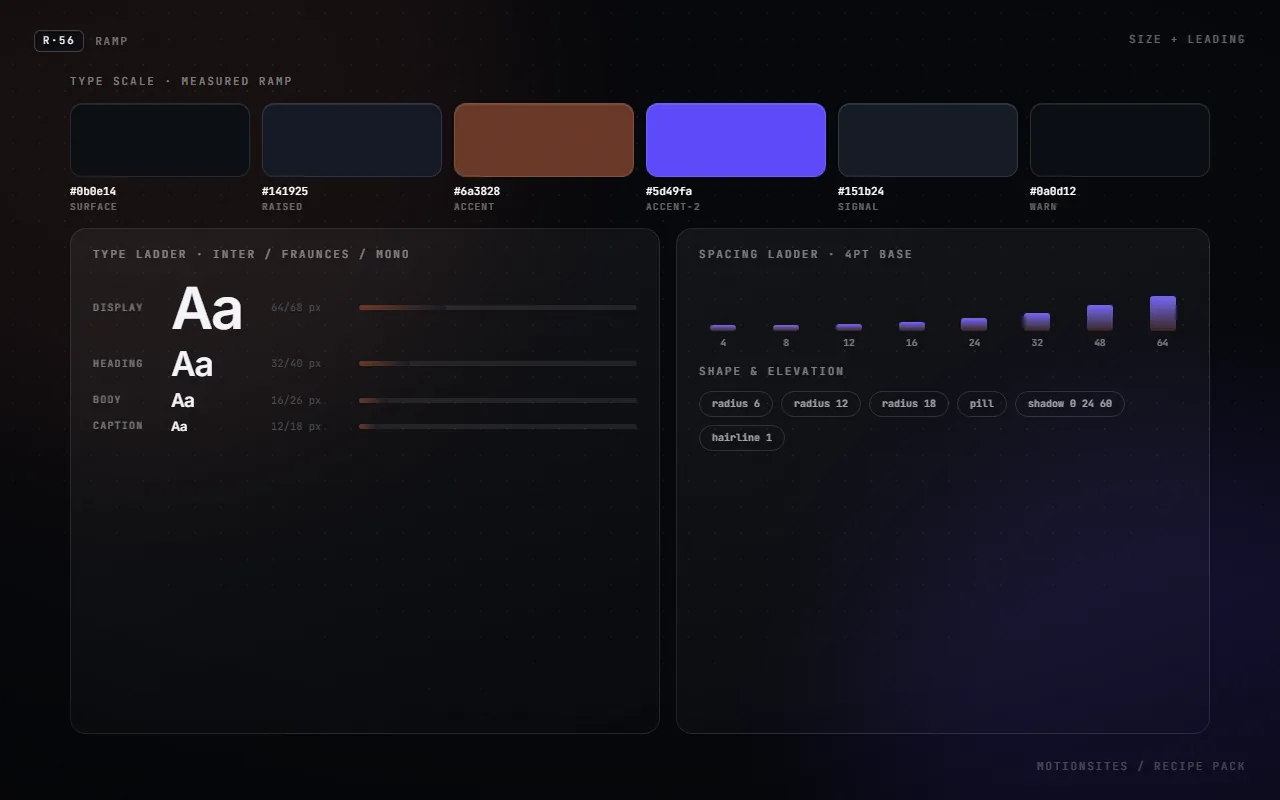 R·56 RAMP
SIZE + LEADING
TYPE SCALE · MEASURED RAMP
#0b0e14
SURFACE
#141925
RAISED
#6a3828
ACCENT
#5d49fa
ACCENT-2
#151b24
SIGNAL
#0a0d12
WARN
TYPE LADDER · INTER / FRAUNCES / MONO
DISPLAY Aa 64/68 px
HEADING Aa 32/40 px
BODY Aa 16/26 px
CAPTION Aa 12/18 px
SPACING LADDER · 4PT BASE
4 8 12 16 24 32 48 64
SHAPE & ELEVATION
radius 6 radius 12 radius 18 pill shadow 0 24 60
hairline 1
MOTIONSITES / RECIPE PACK